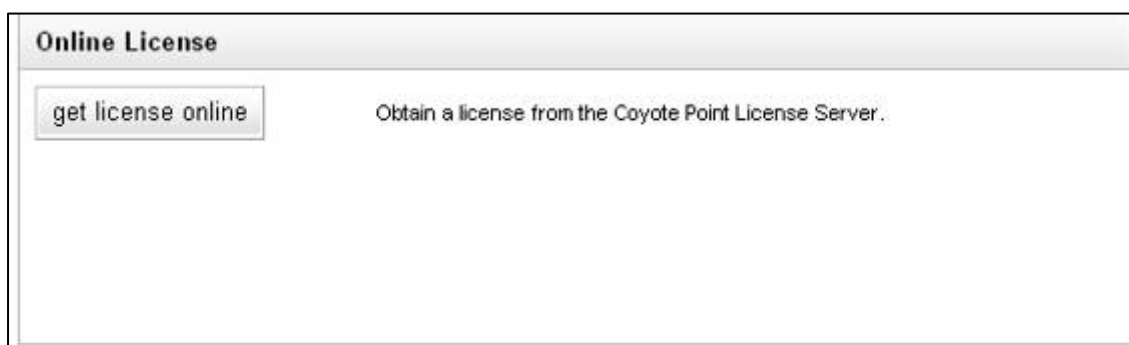 Online License
get license online
Obtain a license from the Coyote Point License Server.